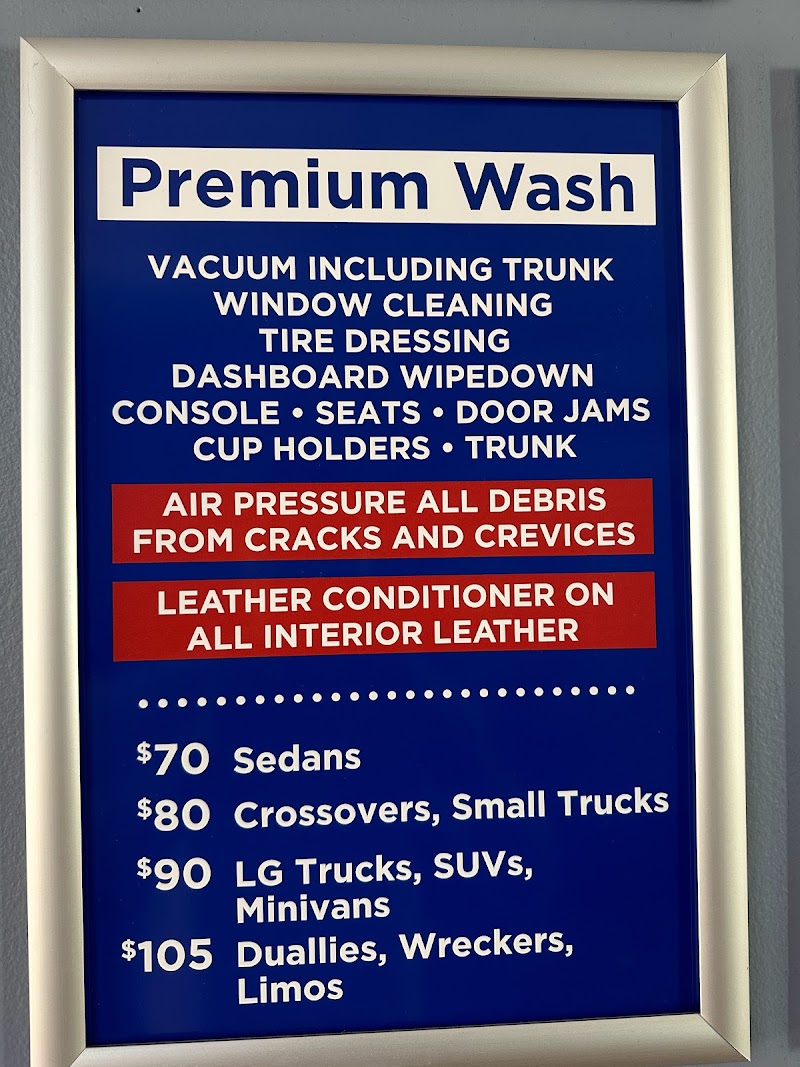 Premium Wash
VACUUM INCLUDING TRUNK
WINDOW CLEANING
TIRE DRESSING
DASHBOARD WIPEDOWN
CONSOLE • SEATS • DOOR JAMS
CUP HOLDERS • TRUNK
AIR PRESSURE ALL DEBRIS
FROM CRACKS AND CREVICES
LEATHER CONDITIONER ON
ALL INTERIOR LEATHER
$70 Sedans
$80 Crossovers, Small Trucks
$90 LG Trucks, SUVs,
Minivans
$105 Duallies, Wreckers,
Limos